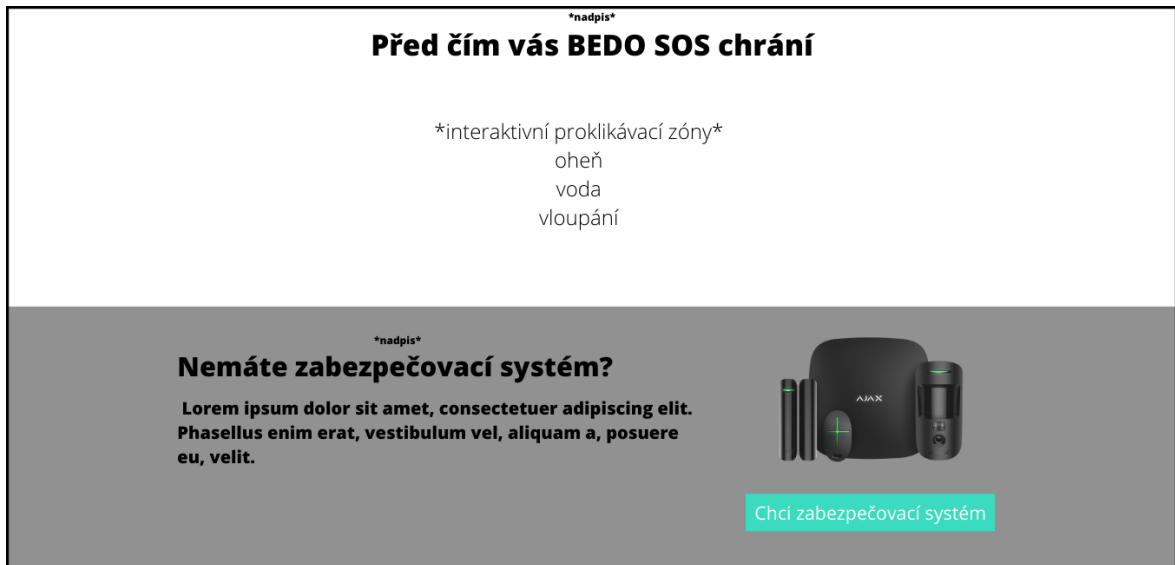 *nadpis*
Před čím vás BEDO SOS chrání
*interaktivní proklikávací zóny*
oheň
voda
vloupání
*nadpis*
Nemáte zabezpečovací systém?
Lorem ipsum dolor sit amet, consectetuer adipiscing elit.
Phasellus enim erat, vestibulum vel, aliquam a, posuere
eu, velit.
AJAX
Chci zabezpečovací systém